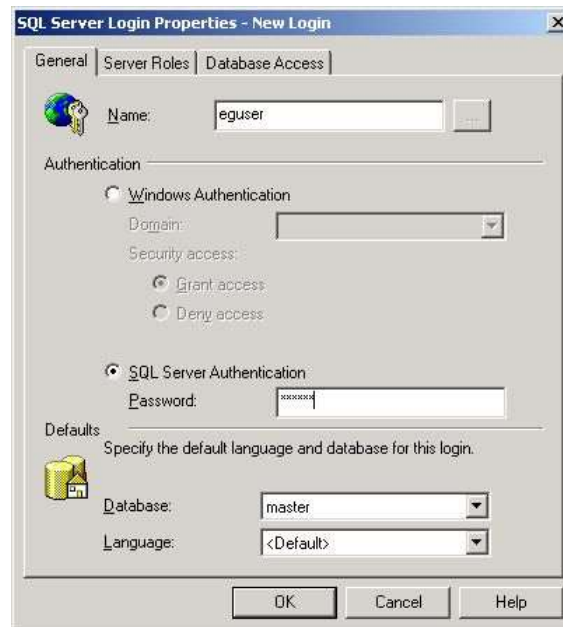 SQL Server Login Properties - New Login
General Server Roles Database Access
Name: eguser ...
Authentication
Windows Authentication
Domain:
Security access:
Grant access
Deny access
SQL Server Authentication
Password: ******
Defaults
Specify the default language and database for this login.
Database: master
Language: <Default>
OK Cancel Help